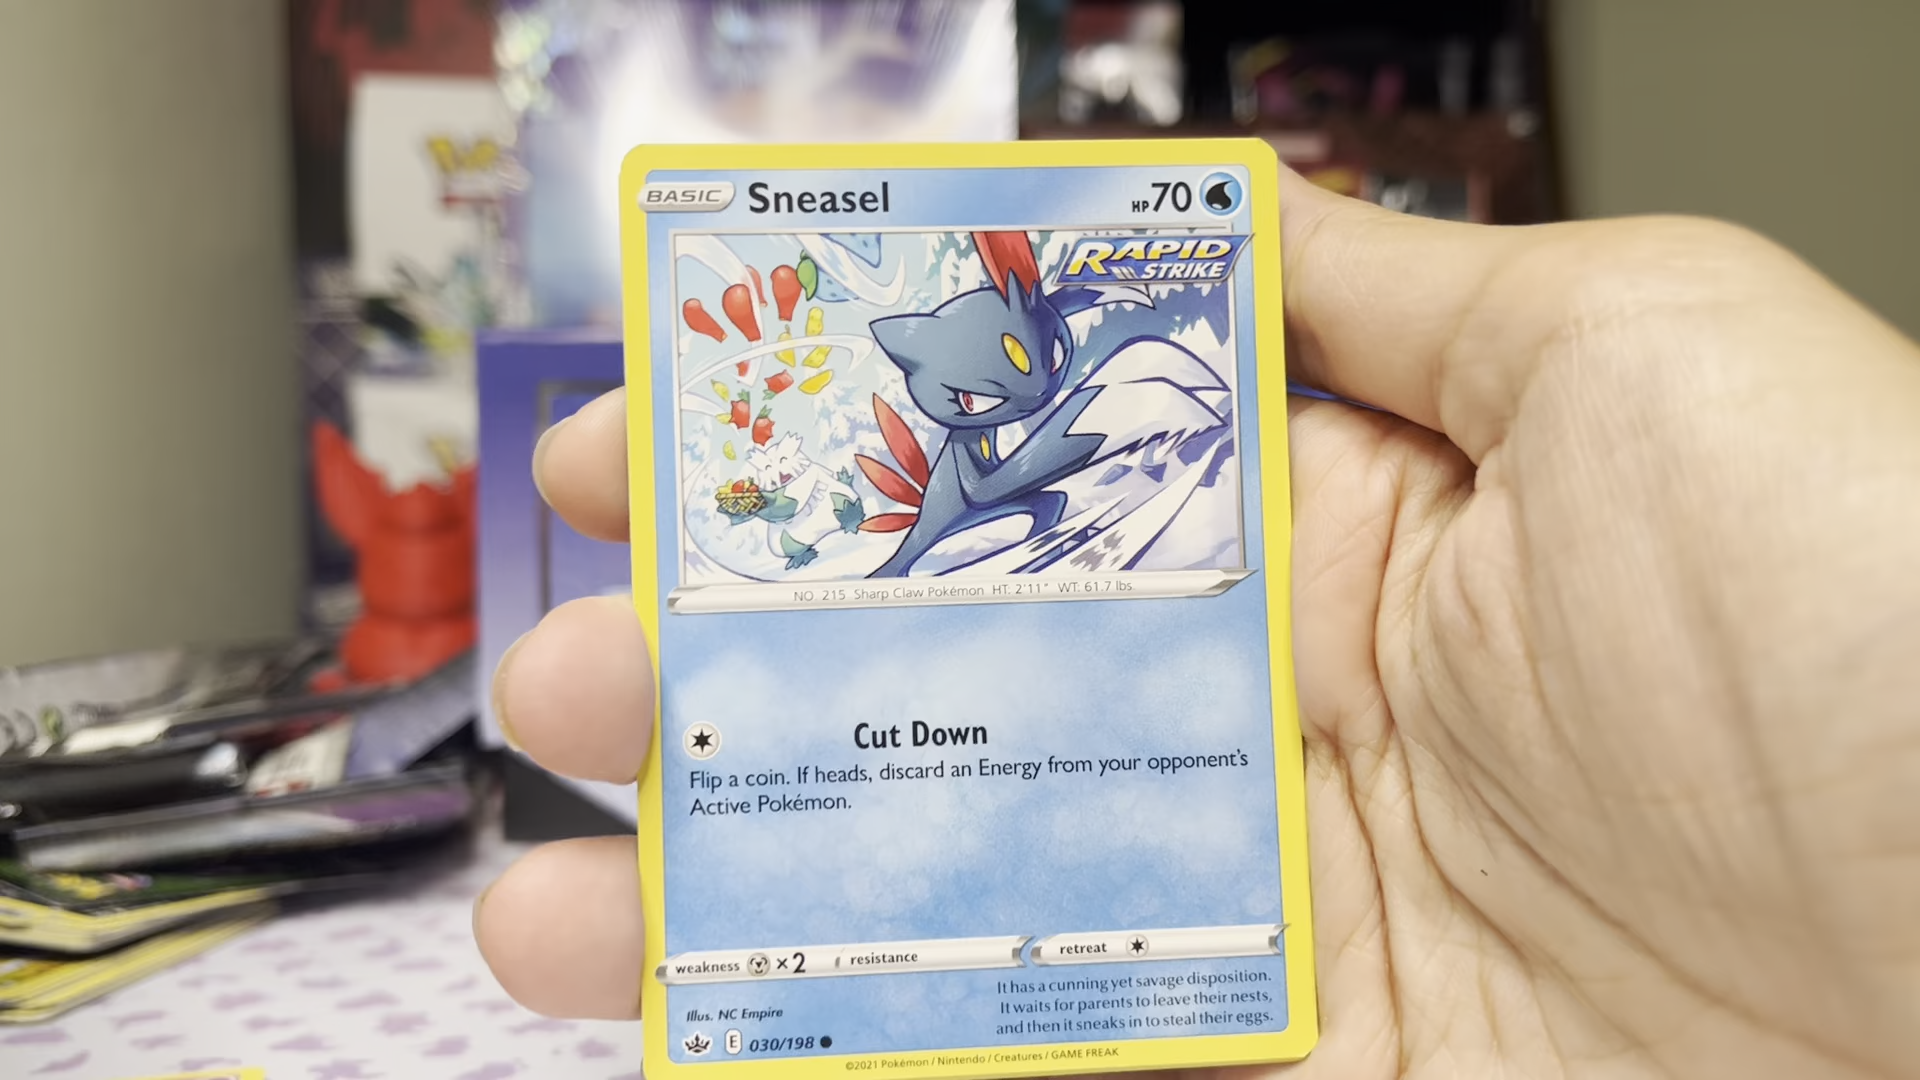 BASIC Sneasel HP 70
RAPID
STRIKE
NO. 215 Sharp Claw Pokémon HT: 2'11" WT: 61.7 lbs.
Cut Down
Flip a coin. If heads, discard an Energy from your opponent's
Active Pokémon.
weakness ×2 resistance retreat
It has a cunning yet savage disposition.
It waits for parents to leave their nests,
and then it sneaks in to steal their eggs.
Illus. NC Empire
E 030/198
©2021 Pokémon / Nintendo / Creatures / GAME FREAK